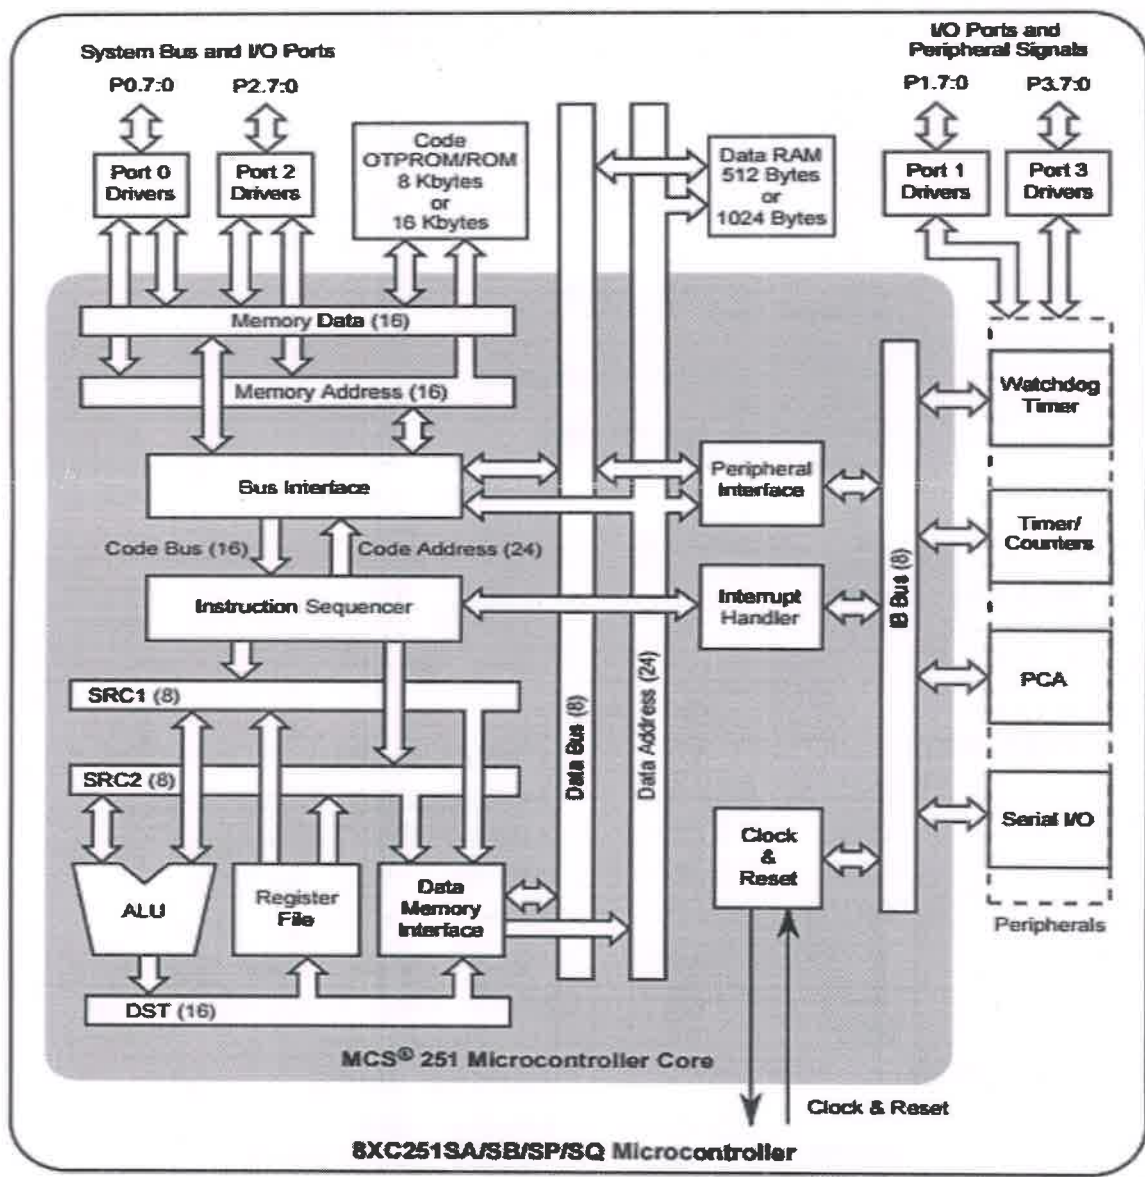 System Bus and I/O Ports
P0.7:0
P2.7:0
I/O Ports and
Peripheral Signals
P1.7:0
P3.7:0
Port 0
Drivers
Port 2
Drivers
Code
OTPROM/ROM
8 Kbytes
or
16 Kbytes
Data RAM
512 Bytes
or
1024 Bytes
Port 1
Drivers
Port 3
Drivers
Memory Data (16)
Memory Address (16)
Bus Interface
Code Bus (16)
Code Address (24)
Instruction Sequencer
SRC1 (8)
SRC2 (8)
ALU
Register
File
Data
Memory
Interface
DST (16)
Data Bus (8)
Data Address (24)
Peripheral
Interface
Interrupt
Handler
Clock
&
Reset
IB Bus (8)
Watchdog
Timer
Timer/
Counters
PCA
Serial I/O
Peripherals
MCS® 251 Microcontroller Core
Clock & Reset
8XC251SA/SB/SP/SQ Microcontroller